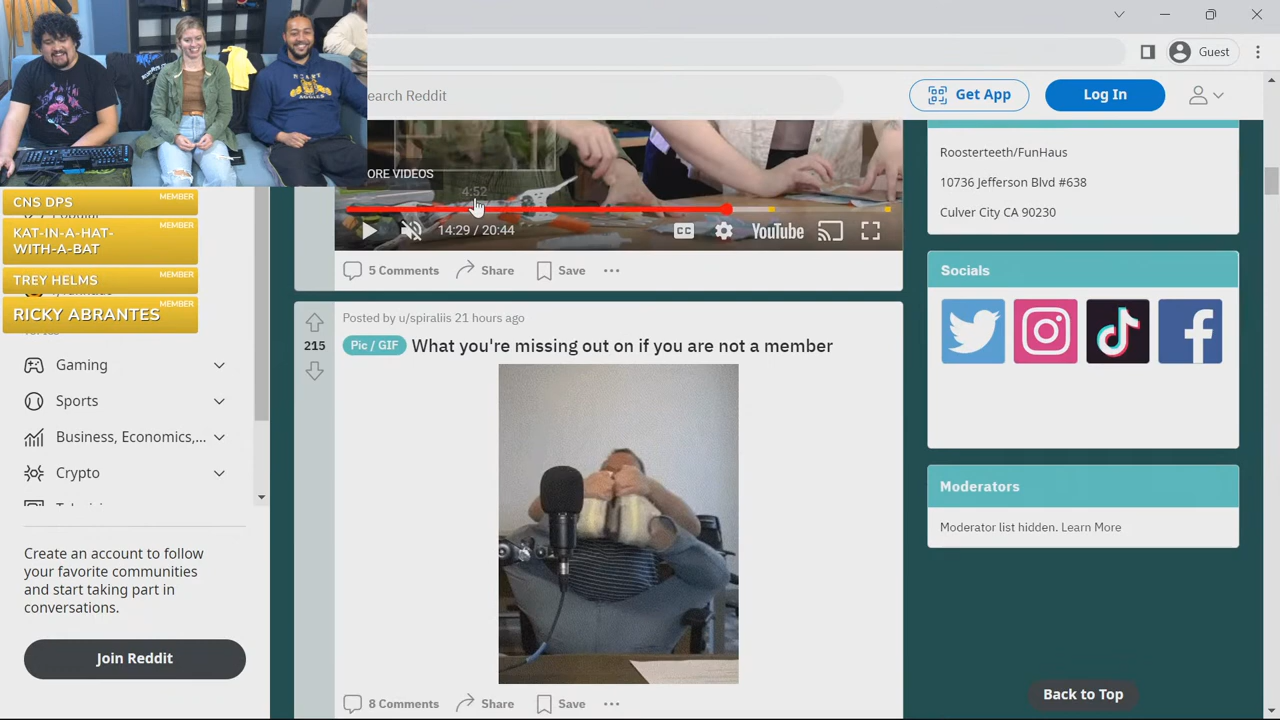 Guest
earch Reddit
Get App
Log In
ORE VIDEOS
4:52
14:29 / 20:44
CC
YouTube
5 Comments
Share
Save
Roosterteeth/FunHaus
10736 Jefferson Blvd #638
Culver City CA 90230
Socials
CNS DPS
MEMBER
KAT-IN-A-HAT-
WITH-A-BAT
MEMBER
TREY HELMS
MEMBER
RICKY ABRANTES
MEMBER
Gaming
Sports
Business, Economics,...
Crypto
Create an account to follow
your favorite communities
and start taking part in
conversations.
Join Reddit
Posted by u/spiraliis 21 hours ago
215
Pic / GIF
What you're missing out on if you are not a member
8 Comments
Share
Save
Moderators
Moderator list hidden. Learn More
Back to Top